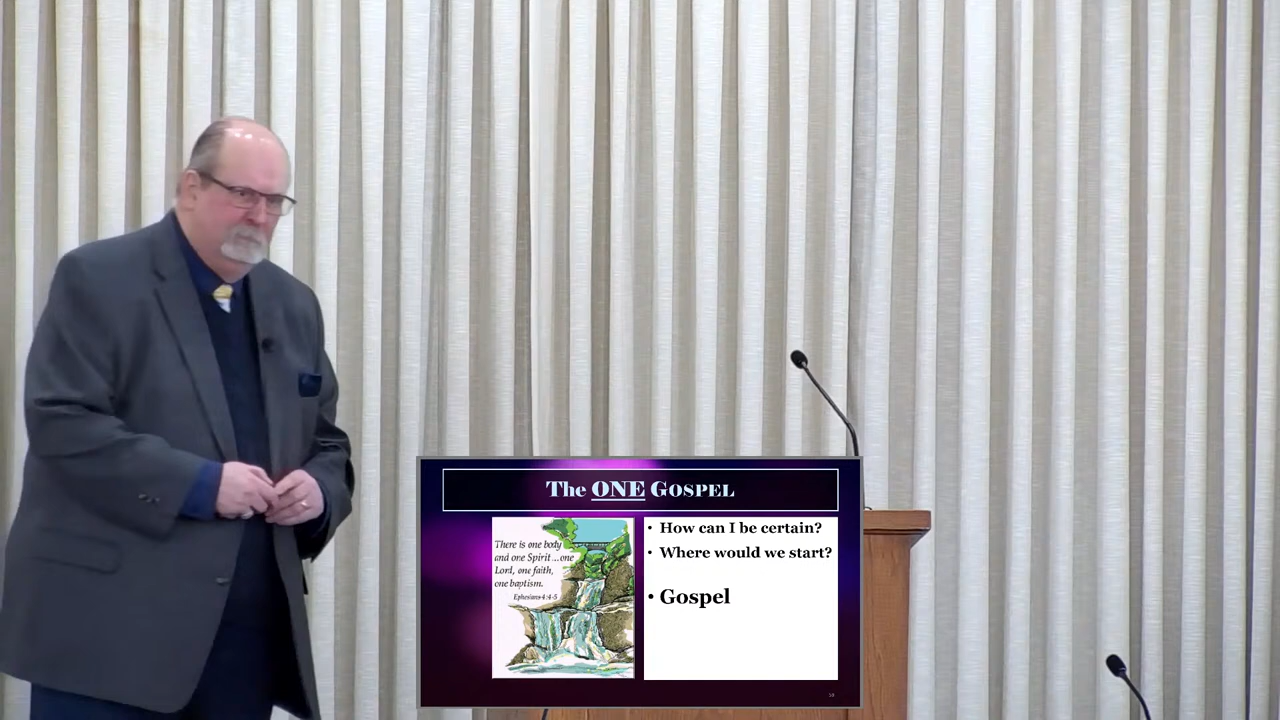 The ONE Gospel
There is one body
and one Spirit...one
Lord, one faith,
one baptism.
Ephesians 4:4-5
• How can I be certain?
• Where would we start?
• Gospel